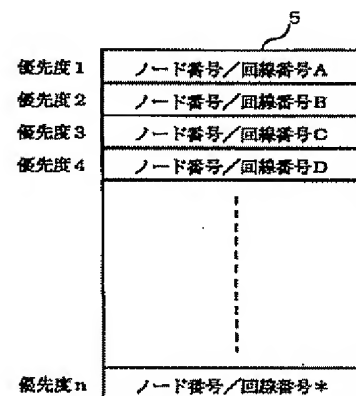 5
優先度1 ノード番号/回線番号A
優先度2 ノード番号/回線番号B
優先度3 ノード番号/回線番号C
優先度4 ノード番号/回線番号D
優先度n ノード番号/回線番号*